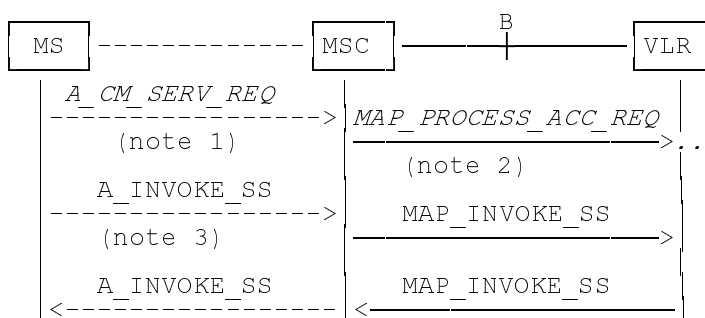 B
MS MSC VLR
A_CM_SERV_REQ
MAP_PROCESS_ACC_REQ
(note 1)
(note 2)
A_INVOKE_SS
MAP_INVOKE_SS
(note 3)
A_INVOKE_SS MAP_INVOKE_SS